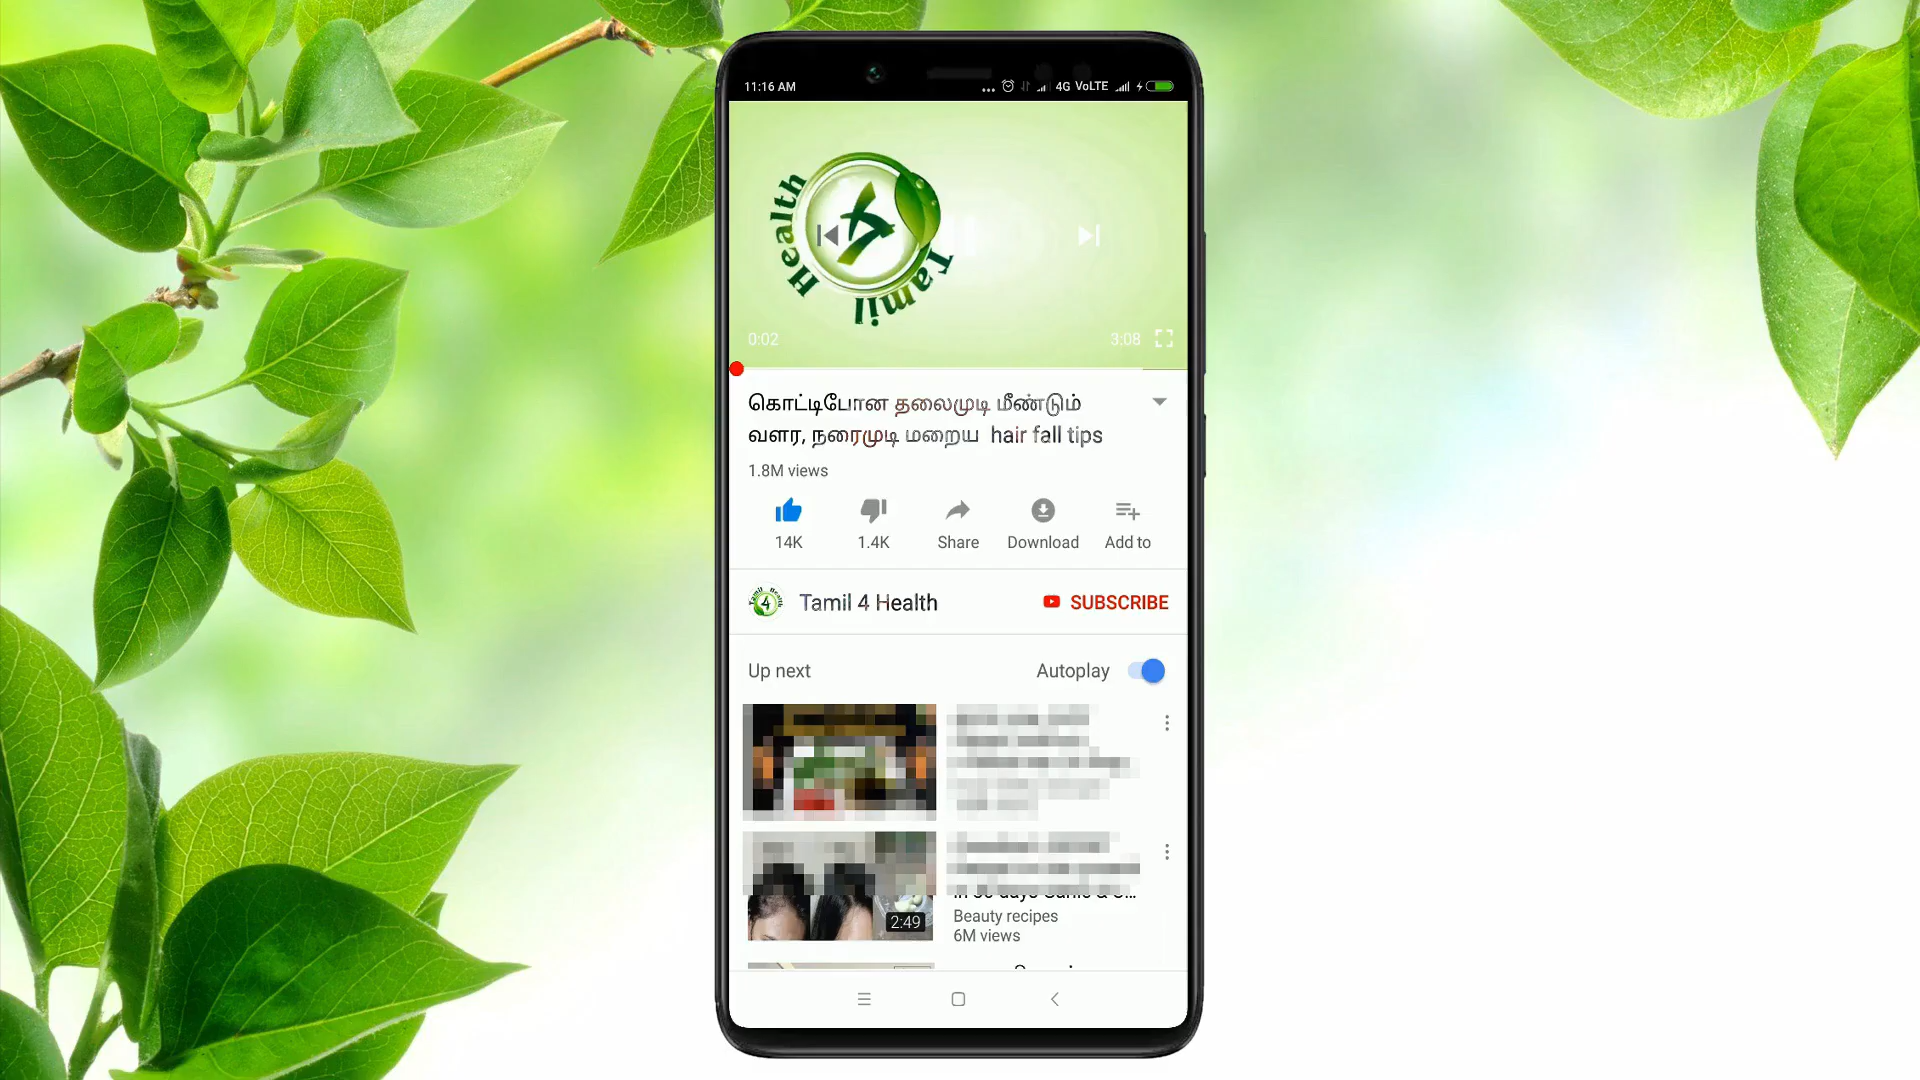 11:16 AM
4G VoLTE
Tamil 4 Health
0:02
3:08
கொட்டிபோன தலைமுடி மீண்டும்
வளர, நரைமுடி மறைய hair fall tips
1.8M views
14K
1.4K
Share
Download
Add to
Tamil 4 Health
SUBSCRIBE
Up next
Autoplay
2:49
Beauty recipes
6M views